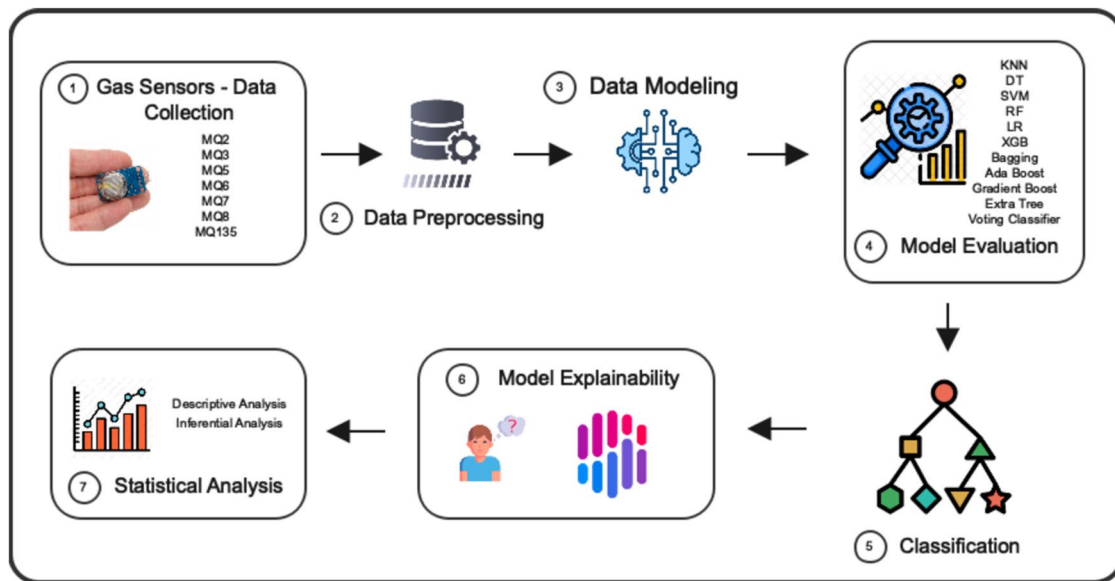 1 Gas Sensors - Data
Collection
MQ2
MQ3
MQ5
MQ6
MQ7
MQ8
MQ135
2 Data Preprocessing
3 Data Modeling
KNN
DT
SVM
RF
LR
XGB
Bagging
Ada Boost
Gradient Boost
Extra Tree
Voting Classifier
4 Model Evaluation
5 Classification
6 Model Explainability
?
Descriptive Analysis
Inferential Analysis
7 Statistical Analysis